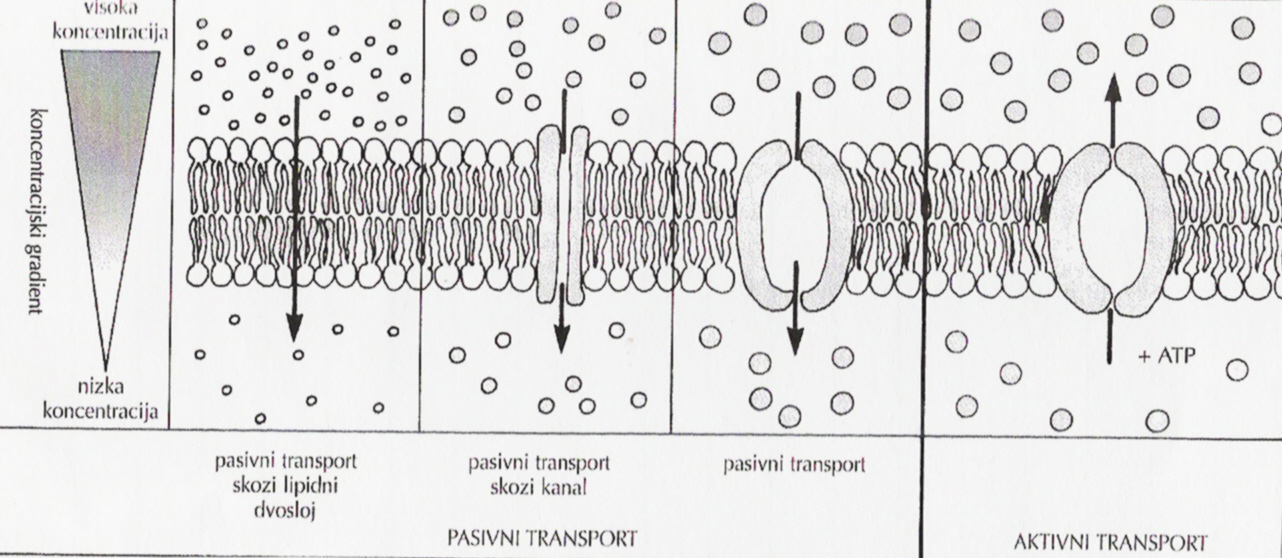 visoka
koncentracija
koncentracijski gradient
nizka
koncentracija
+ ATP
pasivni transport
skozi lipidni
dvosloj
pasivni transport
skozi kanal
pasivni transport
PASIVNI TRANSPORT
AKTIVNI TRANSPORT